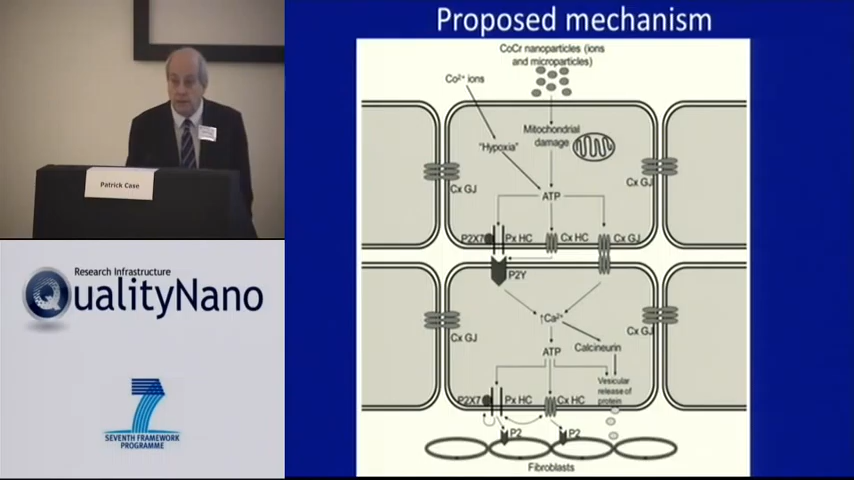 Proposed mechanism
CoCr nanoparticles (ions
and microparticles)
Co²⁺ ions
Mitochondrial
damage
"Hypoxia"
Cx GJ
Cx GJ
ATP
P2X7
Px HC
Cx HC
Cx GJ
P2Y
↑Ca²⁺
Cx GJ
Cx GJ
ATP
Calcineurin
Vesicular
release of
protein
P2X7
Px HC
Cx HC
P2
P2
Fibroblasts
Patrick Case
Research Infrastructure
QualityNano
7
SEVENTH FRAMEWORK
PROGRAMME